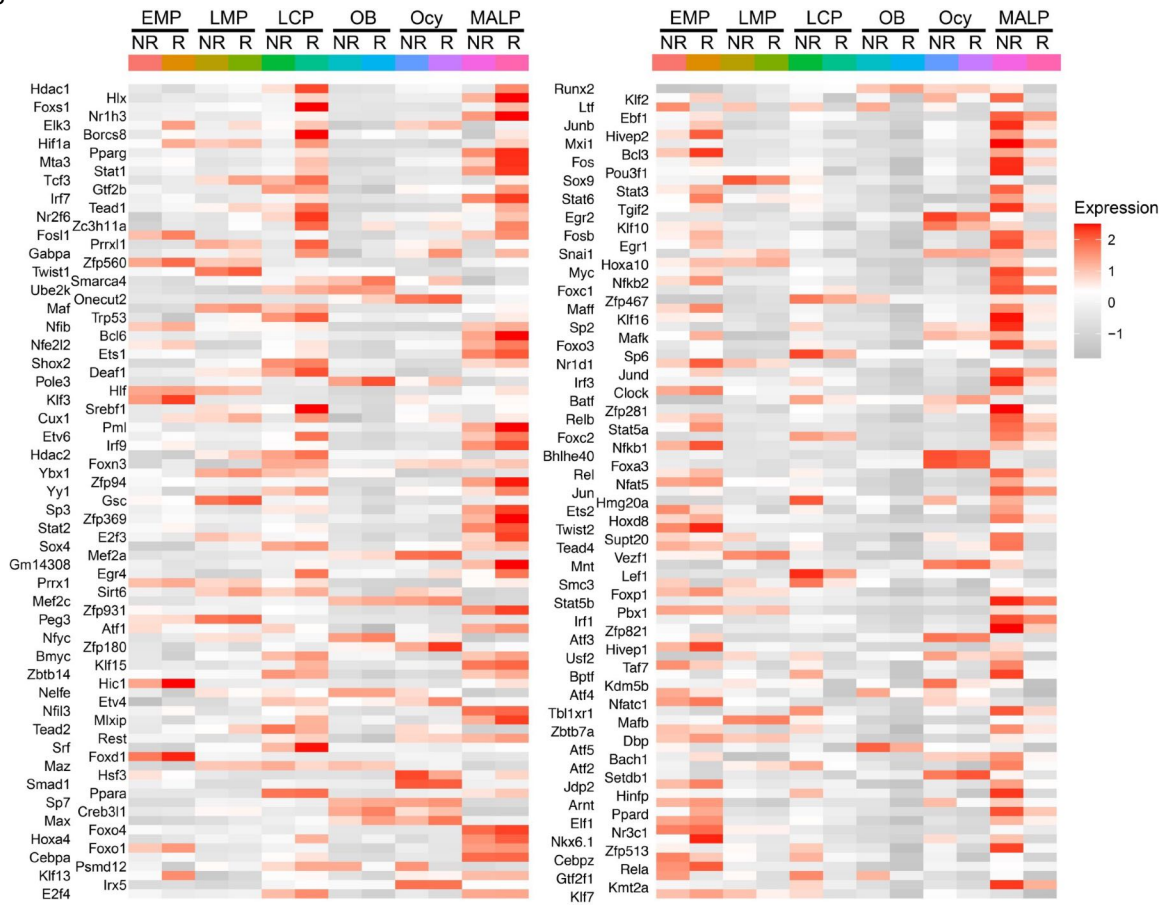 EMP LMP LCP OB Ocy MALP
NR R NR R NR R NR R NR R NR R
Hdac1
Hlx
Foxs1
Nr1h3
Elk3
Borcs8
Hif1a
Pparg
Mta3
Stat1
Tcf3
Gtf2b
Irf7
Tead1
Nr2f6
Zc3h11a
Fosl1
Prrxl1
Gabpa
Zfp560
Twist1
Smarca4
Ube2k
Onecut2
Maf
Trp53
Nfib
Bcl6
Nfe2l2
Ets1
Shox2
Deaf1
Pole3
Hlf
Klf3
Srebf1
Cux1
Pml
Etv6
Irf9
Hdac2
Foxn3
Ybx1
Zfp94
Yy1
Gsc
Sp3
Zfp369
Stat2
E2f3
Sox4
Mef2a
Gm14308
Egr4
Prrx1
Sirt6
Mef2c
Zfp931
Peg3
Atf1
Nfyc
Zfp180
Bmyc
Klf15
Zbtb14
Hic1
Nelfe
Etv4
Nfil3
Mlxip
Tead2
Rest
Srf
Foxd1
Maz
Hsf3
Smad1
Ppara
Sp7
Creb3l1
Max
Foxo4
Hoxa4
Foxo1
Cebpa
Psmd12
Klf13
Irx5
E2f4
EMP LMP LCP OB Ocy MALP
NR R NR R NR R NR R NR R NR R
Runx2
Klf2
Ltf
Ebf1
Junb
Hivep2
Mxi1
Bcl3
Fos
Pou3f1
Sox9
Stat3
Stat6
Tgif2
Egr2
Klf10
Fosb
Egr1
Snai1
Hoxa10
Myc
Nfkb2
Foxc1
Zfp467
Maff
Klf16
Sp2
Mafk
Foxo3
Sp6
Nr1d1
Jund
Irf3
Clock
Batf
Zfp281
Relb
Stat5a
Foxc2
Nfkb1
Bhlhe40
Foxa3
Rel
Nfat5
Jun
Hmg20a
Ets2
Hoxd8
Twist2
Supt20
Tead4
Vezf1
Mnt
Lef1
Smc3
Foxp1
Stat5b
Pbx1
Irf1
Zfp821
Atf3
Hivep1
Usf2
Taf7
Bptf
Kdm5b
Atf4
Nfatc1
Tbl1xr1
Mafb
Zbtb7a
Dbp
Atf5
Bach1
Atf2
Setdb1
Jdp2
Hinfp
Arnt
Ppard
Elf1
Nr3c1
Nkx6.1
Zfp513
Cebpz
Rela
Gtf2f1
Kmt2a
Klf7
Expression
2
1
0
−1